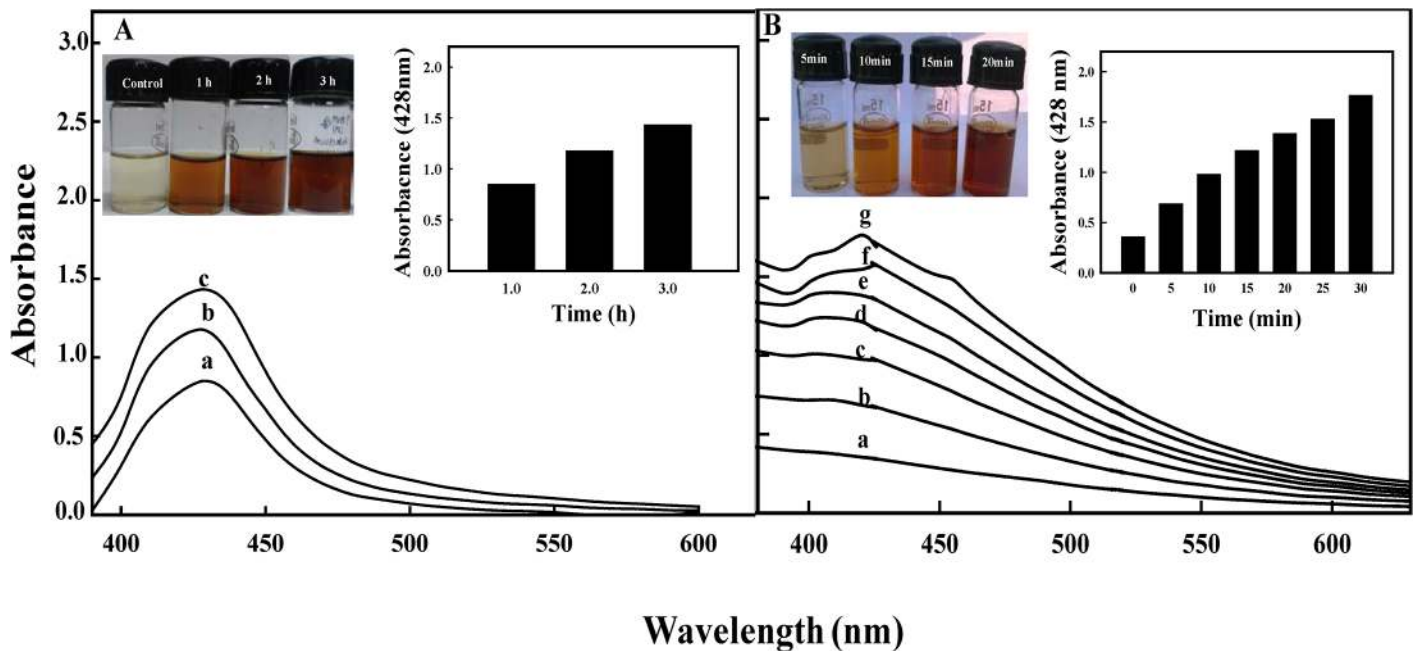 A
3.0
2.5
2.0
1.5
1.0
0.5
0.0
Absorbance
Control
1 h
2 h
3 h
c
b
a
400
450
500
550
600
Absorbacnce (428nm)
2.0
1.5
1.0
0.5
0.0
1.0
2.0
3.0
Time (h)
B
5min
10min
15min
20min
g
f
e
d
c
b
a
400
450
500
550
600
Absorbance (428 nm)
2.0
1.5
1.0
0.5
0.0
0
5
10
15
20
25
30
Time (min)
Wavelength (nm)